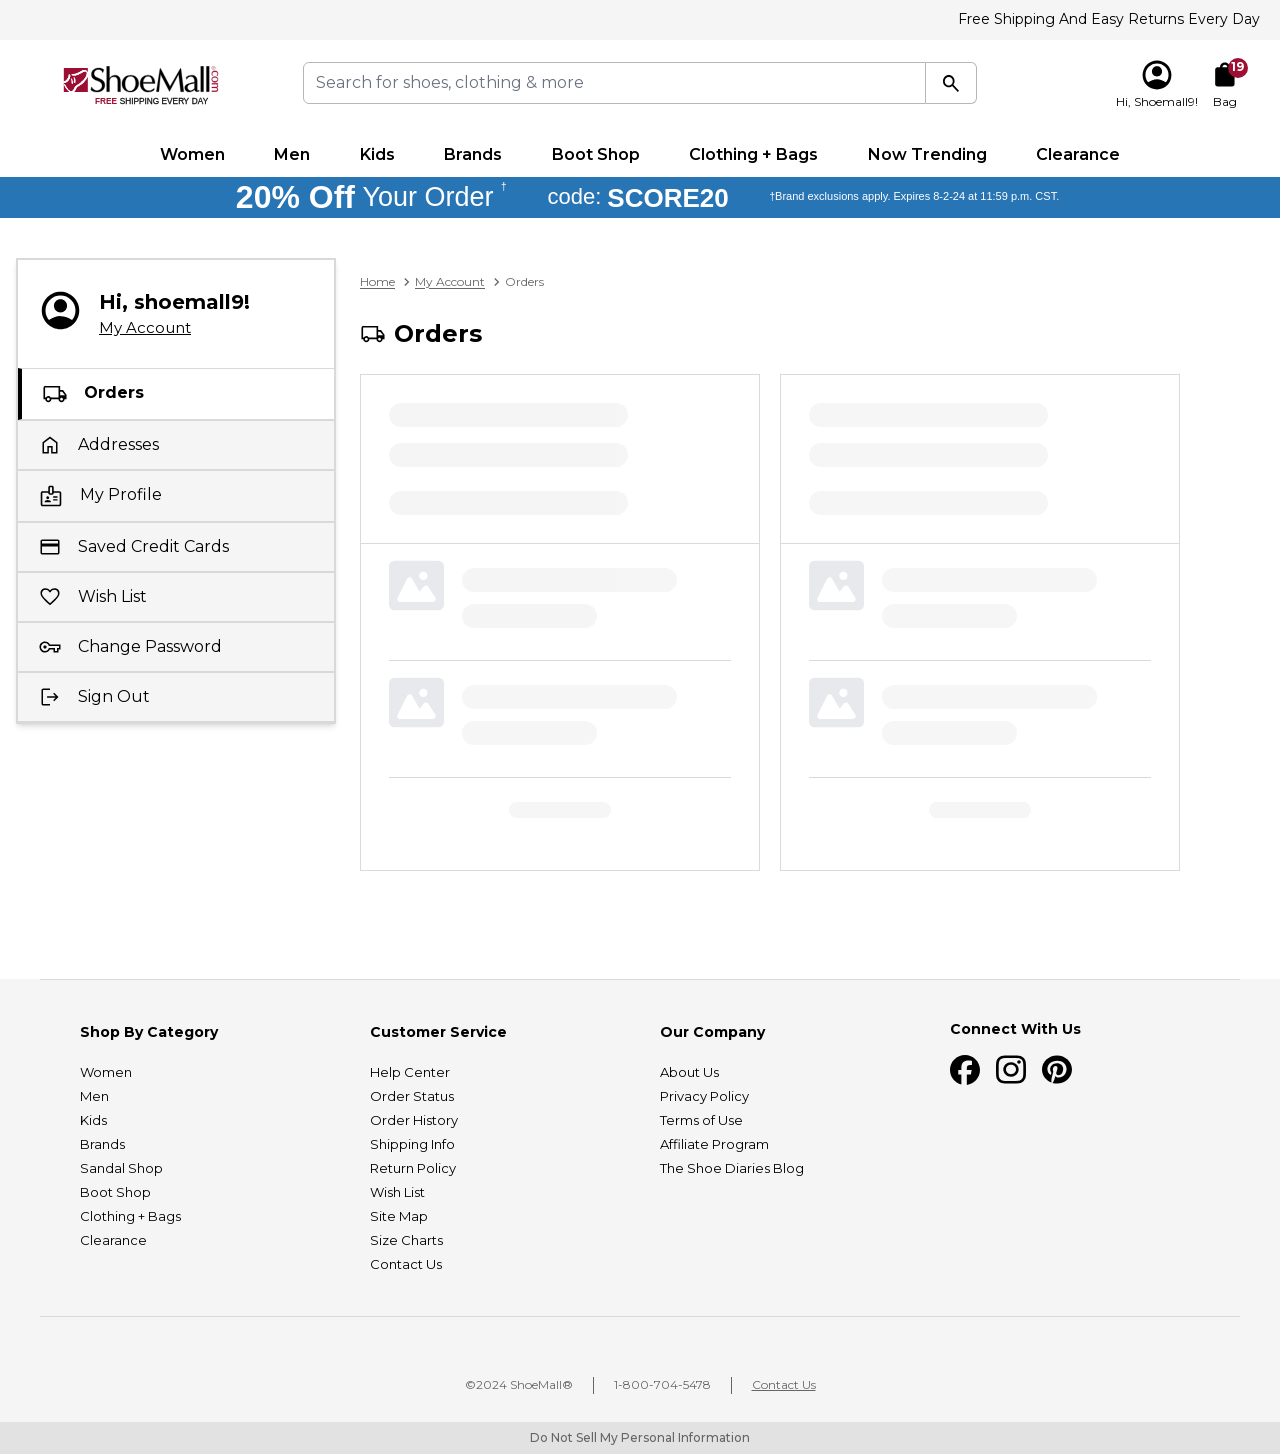 Free Shipping And Easy Returns Every Day
ShoeMall.com
FREE SHIPPING EVERY DAY
Search for shoes, clothing & more
Hi, Shoemall9!
19
Bag
Women Men Kids Brands Boot Shop Clothing + Bags Now Trending Clearance
20% Off Your Order † code: SCORE20 †Brand exclusions apply. Expires 8-2-24 at 11:59 p.m. CST.
Hi, shoemall9!
My Account
Orders
Addresses
My Profile
Saved Credit Cards
Wish List
Change Password
Sign Out
Home > My Account > Orders
Orders
Shop By Category
Women
Men
Kids
Brands
Sandal Shop
Boot Shop
Clothing + Bags
Clearance
Customer Service
Help Center
Order Status
Order History
Shipping Info
Return Policy
Wish List
Site Map
Size Charts
Contact Us
Our Company
About Us
Privacy Policy
Terms of Use
Affiliate Program
The Shoe Diaries Blog
Connect With Us
©2024 ShoeMall® | 1-800-704-5478 | Contact Us
Do Not Sell My Personal Information